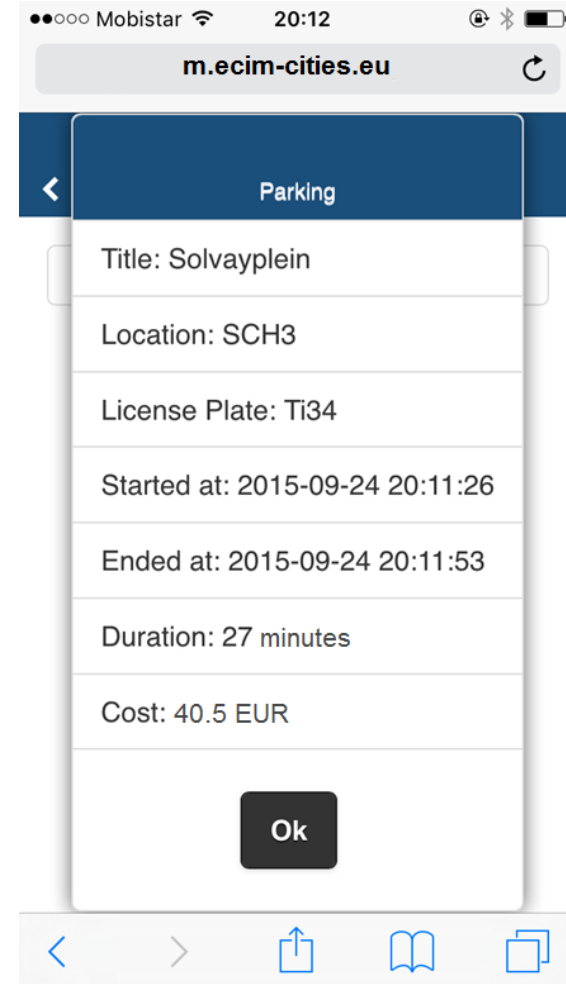 Mobistar 20:12
m.ecim-cities.eu
Parking
Title: Solvayplein
Location: SCH3
License Plate: Ti34
Started at: 2015-09-24 20:11:26
Ended at: 2015-09-24 20:11:53
Duration: 27 minutes
Cost: 40.5 EUR
Ok